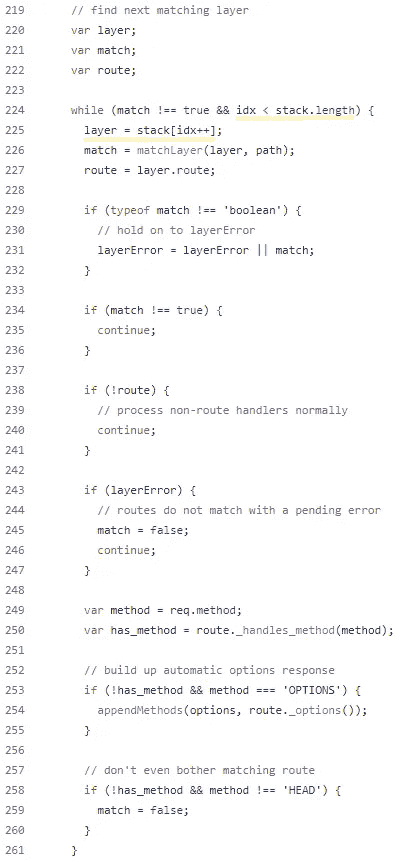 219 // find next matching layer
220 var layer;
221 var match;
222 var route;
223
224 while (match !== true && idx < stack.length) {
225 layer = stack[idx++];
226 match = matchLayer(layer, path);
227 route = layer.route;
228
229 if (typeof match !== 'boolean') {
230 // hold on to layerError
231 layerError = layerError || match;
232 }
233
234 if (match !== true) {
235 continue;
236 }
237
238 if (!route) {
239 // process non-route handlers normally
240 continue;
241 }
242
243 if (layerError) {
244 // routes do not match with a pending error
245 match = false;
246 continue;
247 }
248
249 var method = req.method;
250 var has_method = route._handles_method(method);
251
252 // build up automatic options response
253 if (!has_method && method === 'OPTIONS') {
254 appendMethods(options, route._options());
255 }
256
257 // don't even bother matching route
258 if (!has_method && method !== 'HEAD') {
259 match = false;
260 }
261 }